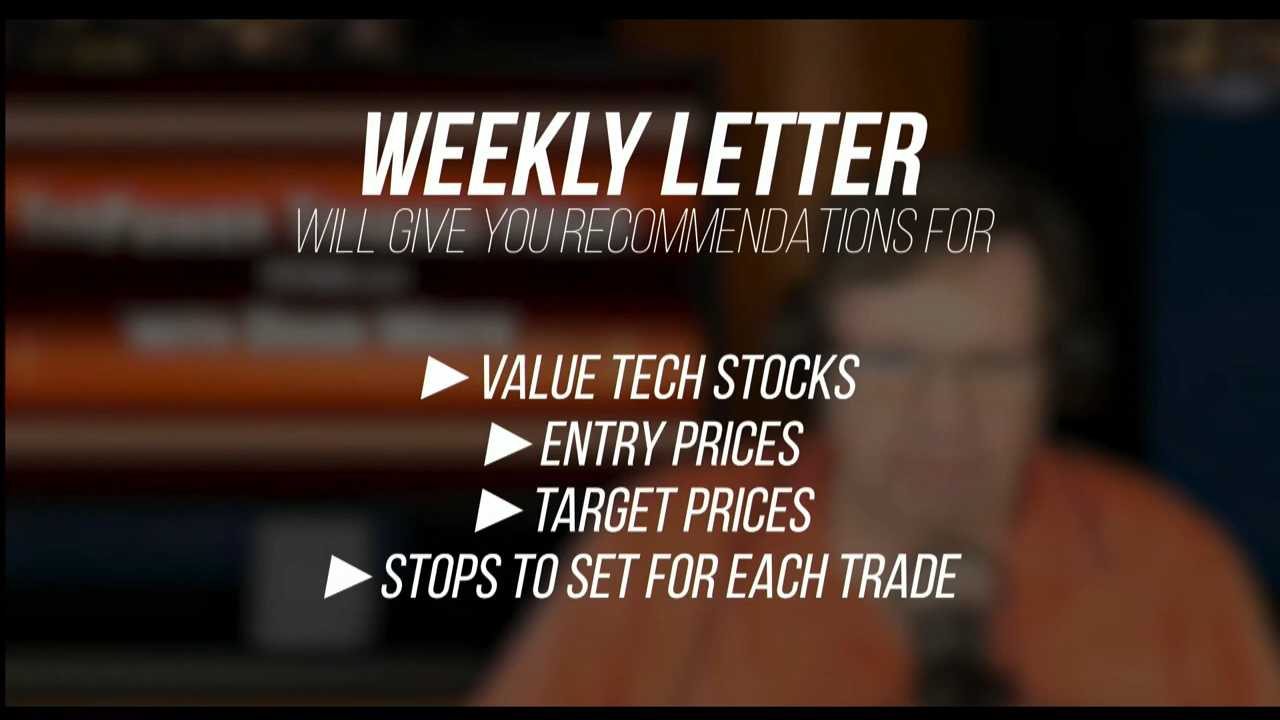 WEEKLY LETTER
WILL GIVE YOU RECOMMENDATIONS FOR
▶ VALUE TECH STOCKS
▶ ENTRY PRICES
▶ TARGET PRICES
▶ STOPS TO SET FOR EACH TRADE